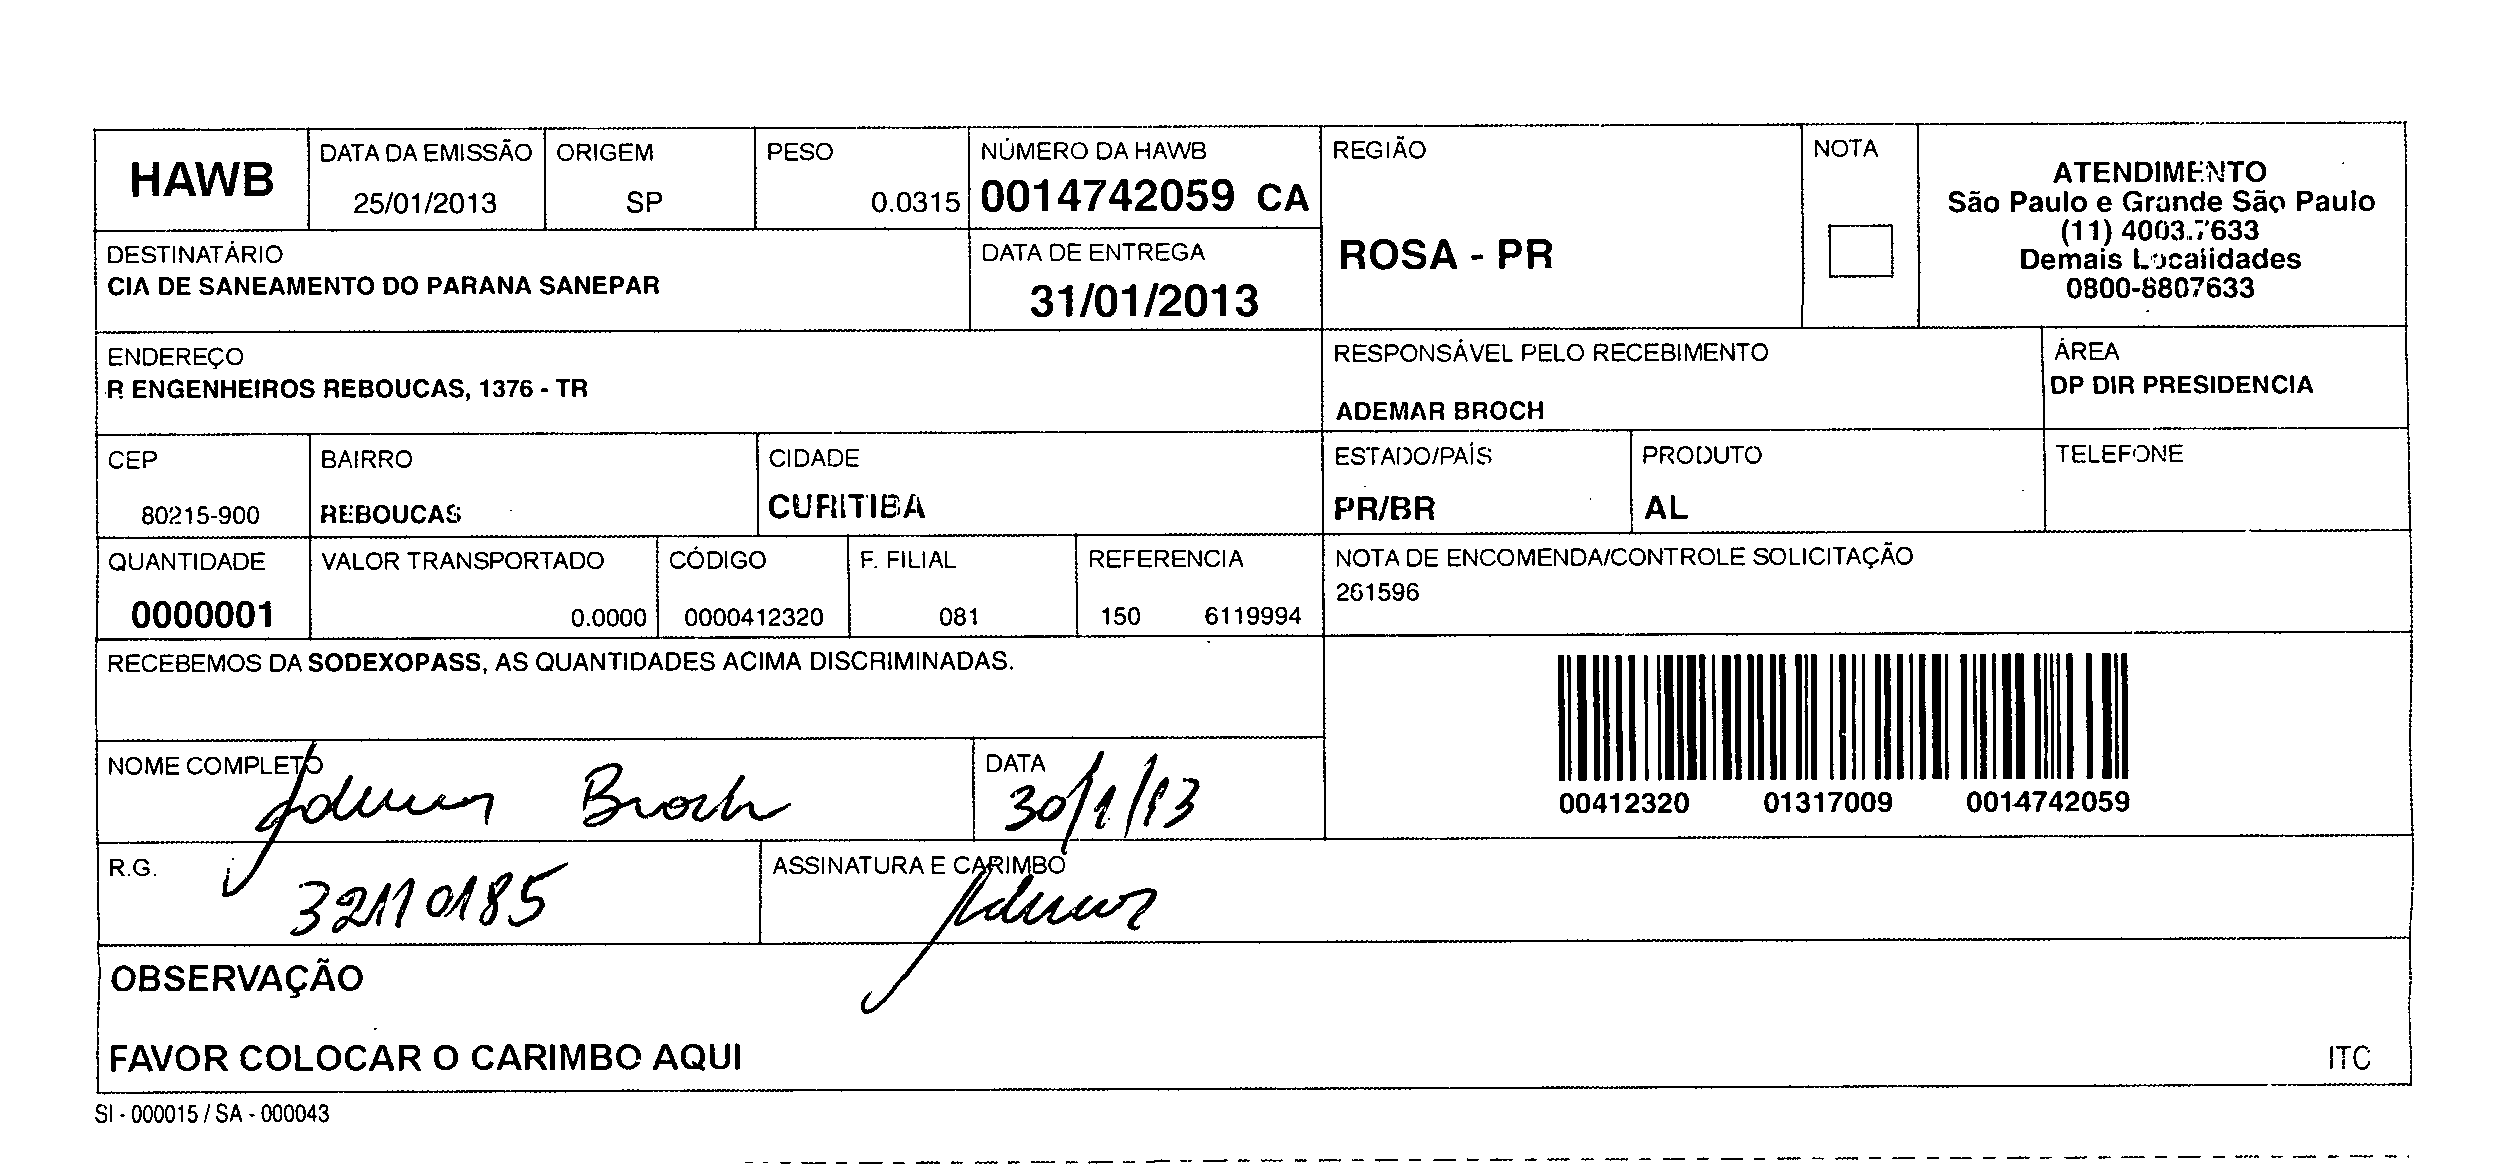 HAWB
DATA DA EMISSÃO
25/01/2013
ORIGEM
SP
PESO
0.0315
NÚMERO DA HAWB
0014742059 CA
REGIÃO
ROSA - PR
NOTA
ATENDIMENTO
São Paulo e Grande São Paulo
(11) 4003.7633
Demais Localidades
0800-8807633
DESTINATÁRIO
CIA DE SANEAMENTO DO PARANA SANEPAR
DATA DE ENTREGA
31/01/2013
ENDEREÇO
R ENGENHEIROS REBOUCAS, 1376 - TR
RESPONSÁVEL PELO RECEBIMENTO
ADEMAR BROCH
ÁREA
DP DIR PRESIDENCIA
CEP
80215-900
BAIRRO
REBOUCAS
CIDADE
CURITIBA
ESTADO/PAÍS
PR/BR
PRODUTO
AL
TELEFONE
QUANTIDADE
0000001
VALOR TRANSPORTADO
0.0000
CÓDIGO
0000412320
F. FILIAL
081
REFERENCIA
150 6119994
NOTA DE ENCOMENDA/CONTROLE SOLICITAÇÃO
261596
RECEBEMOS DA SODEXOPASS, AS QUANTIDADES ACIMA DISCRIMINADAS.
00412320 01317009 0014742059
NOME COMPLETO
Ademar Broch
DATA
30/1/13
R.G.
32110185
ASSINATURA E CARIMBO
Ademar
OBSERVAÇÃO
FAVOR COLOCAR O CARIMBO AQUI
ITC
SI - 000015 / SA - 000043